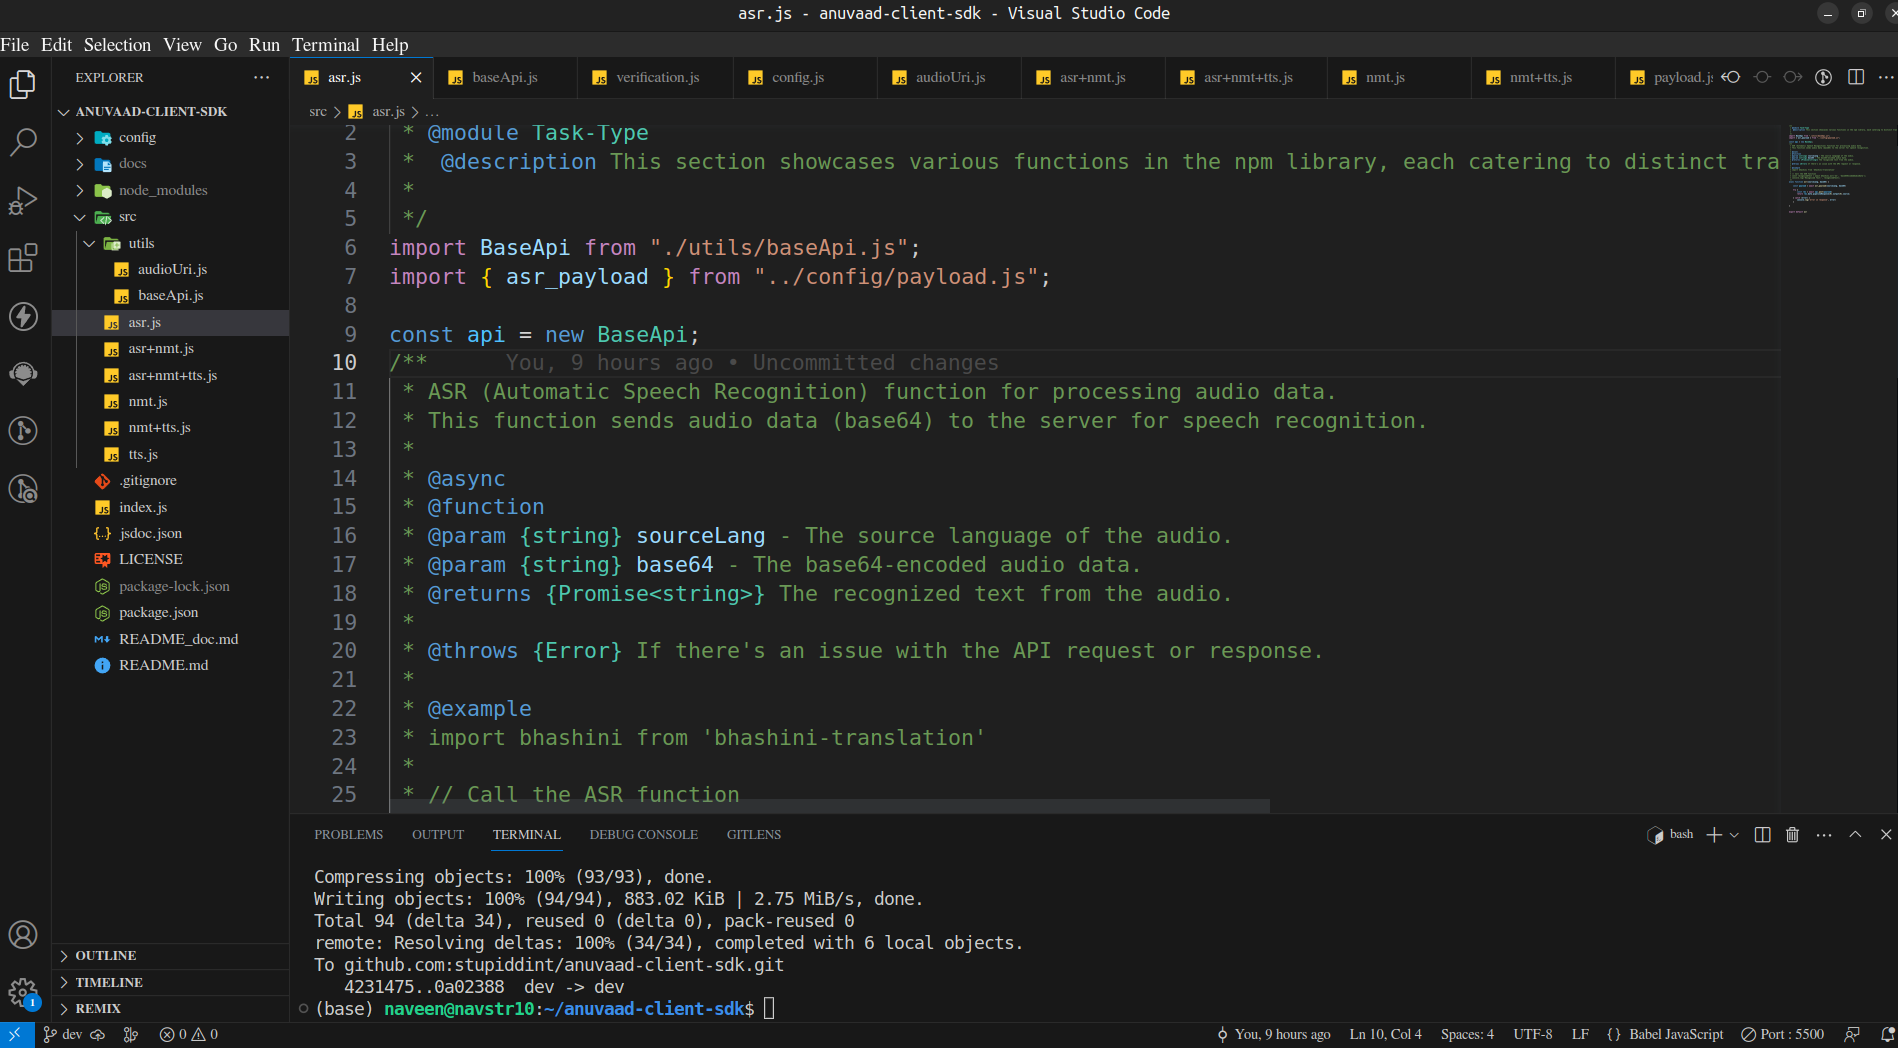 asr.js - anuvaad-client-sdk - Visual Studio Code
File Edit Selection View Go Run Terminal Help
EXPLORER
ANUVAAD-CLIENT-SDK
config
docs
node_modules
src
utils
audioUri.js
baseApi.js
asr.js
asr+nmt.js
asr+nmt+tts.js
nmt.js
nmt+tts.js
tts.js
.gitignore
index.js
jsdoc.json
LICENSE
package-lock.json
package.json
README_doc.md
README.md
OUTLINE
TIMELINE
REMIX
asr.js baseApi.js verification.js config.js audioUri.js asr+nmt.js asr+nmt+tts.js nmt.js nmt+tts.js payload.js
src > asr.js > ...
2 * @module Task-Type
3 *  @description This section showcases various functions in the npm library, each catering to distinct tra
4 *
5 */
6 import BaseApi from "./utils/baseApi.js";
7 import { asr_payload } from "../config/payload.js";
8
9 const api = new BaseApi;
10 /** You, 9 hours ago • Uncommitted changes
11 * ASR (Automatic Speech Recognition) function for processing audio data.
12 * This function sends audio data (base64) to the server for speech recognition.
13 *
14 * @async
15 * @function
16 * @param {string} sourceLang - The source language of the audio.
17 * @param {string} base64 - The base64-encoded audio data.
18 * @returns {Promise<string>} The recognized text from the audio.
19 *
20 * @throws {Error} If there's an issue with the API request or response.
21 *
22 * @example
23 * import bhashini from 'bhashini-translation'
24 *
25 * // Call the ASR function
PROBLEMS OUTPUT TERMINAL DEBUG CONSOLE GITLENS
bash
Compressing objects: 100% (93/93), done.
Writing objects: 100% (94/94), 883.02 KiB | 2.75 MiB/s, done.
Total 94 (delta 34), reused 0 (delta 0), pack-reused 0
remote: Resolving deltas: 100% (34/34), completed with 6 local objects.
To github.com:stupiddint/anuvaad-client-sdk.git
   4231475..0a02388  dev -> dev
(base) naveen@navstr10:~/anuvaad-client-sdk$
1
dev 0 0 You, 9 hours ago Ln 10, Col 4 Spaces: 4 UTF-8 LF {} Babel JavaScript Port : 5500